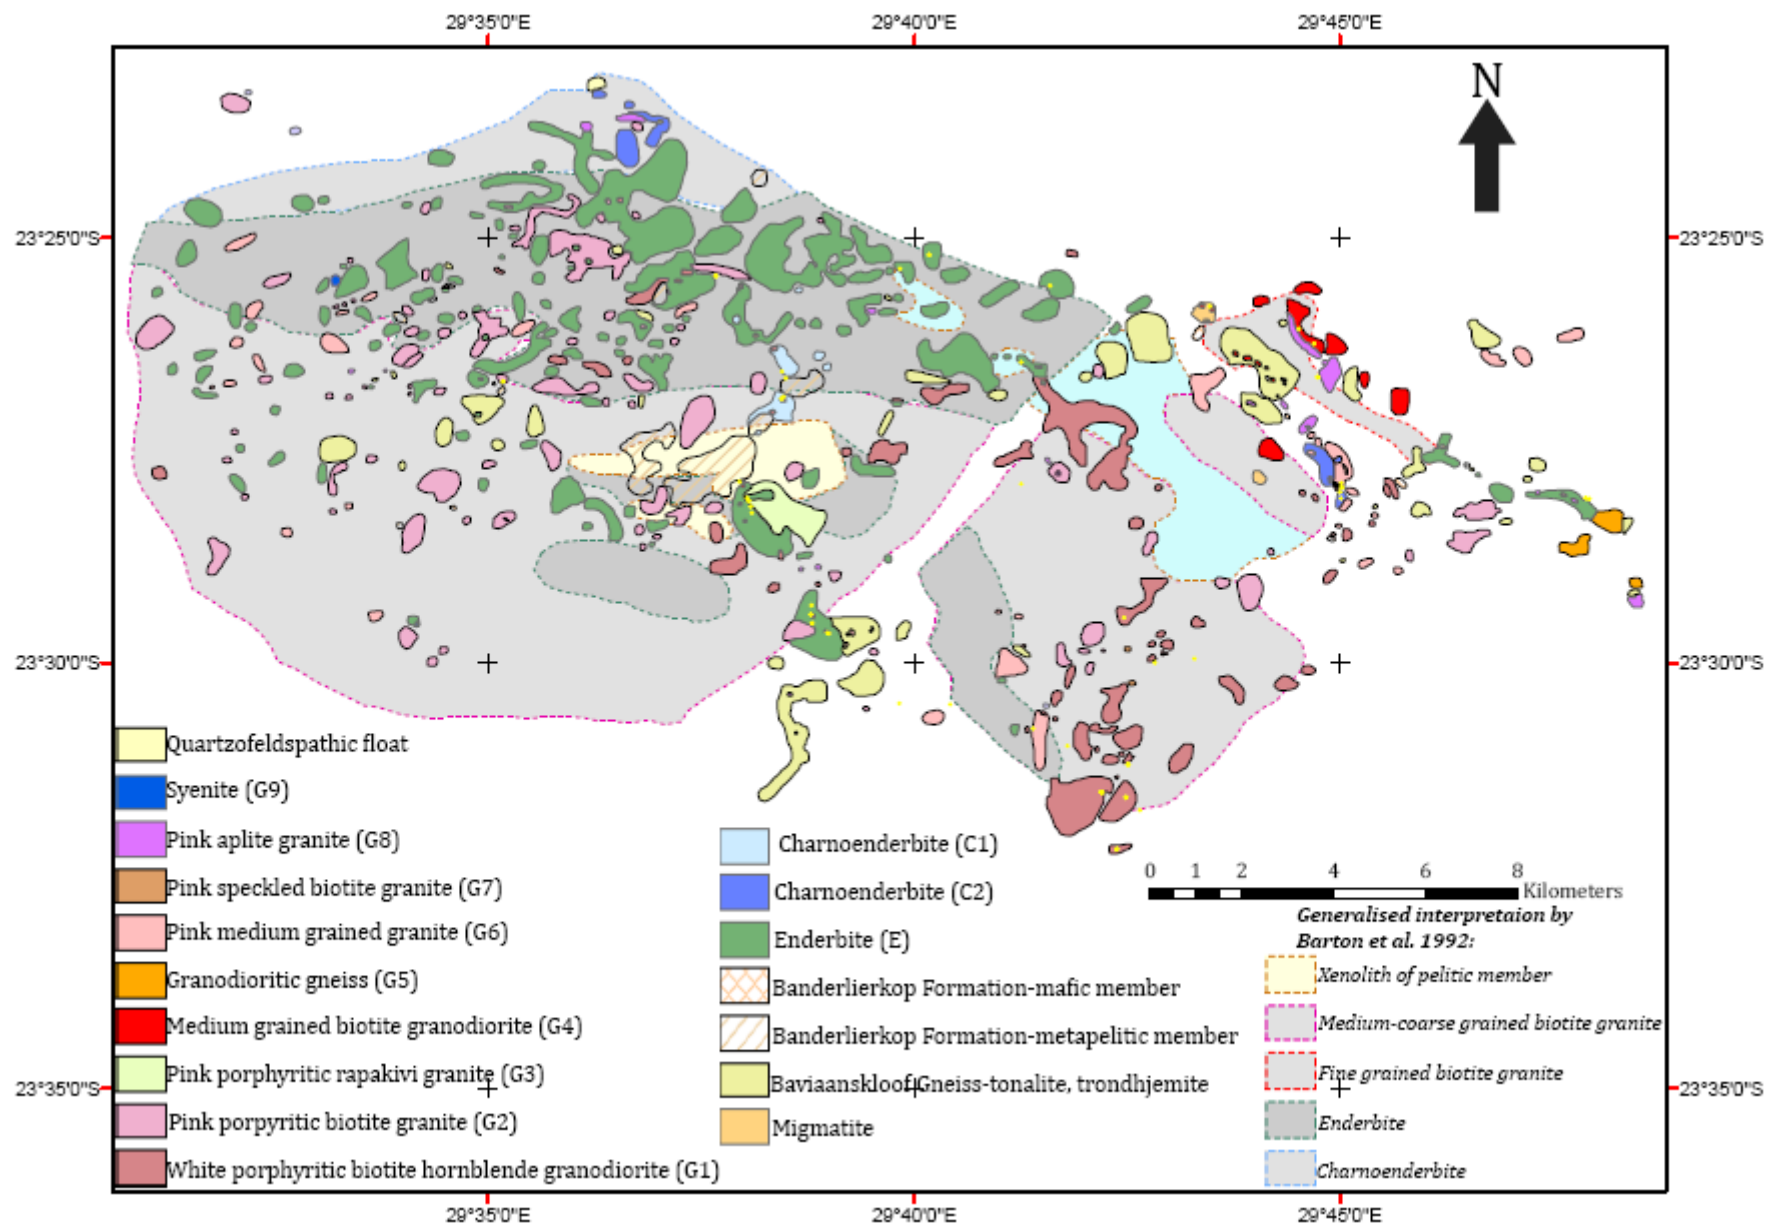 29°35'0"E 29°40'0"E 29°45'0"E
N
23°25'0"S 23°25'0"S
23°30'0"S 23°30'0"S
Quartzofeldspathic float
Syenite (G9)
Pink aplite granite (G8)
Pink speckled biotite granite (G7)
Pink medium grained granite (G6)
Granodioritic gneiss (G5)
Medium grained biotite granodiorite (G4)
Pink porphyritic rapakivi granite (G3)
Pink porpyritic biotite granite (G2)
White porphyritic biotite hornblende granodiorite (G1)
Charnoenderbite (C1)
Charnoenderbite (C2)
Enderbite (E)
Banderlierkop Formation-mafic member
Banderlierkop Formation-metapelitic member
Baviaanskloof Gneiss-tonalite, trondhjemite
Migmatite
0 1 2 4 6 8
Kilometers
Generalised interpretaion by
Barton et al. 1992:
Xenolith of pelitic member
Medium-coarse grained biotite granite
Fine grained biotite granite
Enderbite
Charnoenderbite
23°35'0"S 23°35'0"S
29°35'0"E 29°40'0"E 29°45'0"E